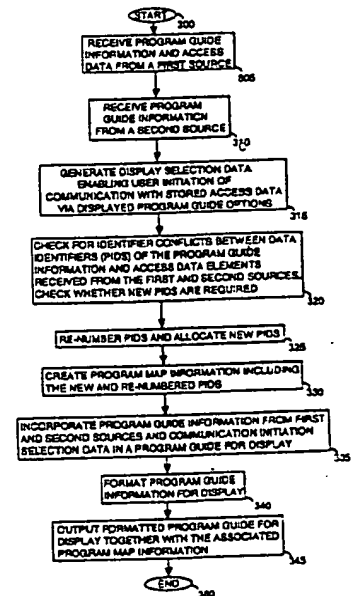 START
300
RECEIVE PROGRAM GUIDE
INFORMATION AND ACCESS
DATA FROM A FIRST SOURCE
305
RECEIVE PROGRAM
GUIDE INFORMATION
FROM A SECOND SOURCE
310
GENERATE DISPLAY SELECTION DATA
ENABLING USER INITIATION OF
COMMUNICATION WITH STORED ACCESS DATA
VIA DISPLAYED PROGRAM GUIDE OPTIONS
315
CHECK FOR IDENTIFIER CONFLICTS BETWEEN DATA
IDENTIFIERS (PIDS) OF THE PROGRAM GUIDE
INFORMATION AND ACCESS DATA ELEMENTS
RECEIVED FROM THE FIRST AND SECOND SOURCES.
CHECK WHETHER NEW PIDS ARE REQUIRED
320
RE-NUMBER PIDS AND ALLOCATE NEW PIDS
325
CREATE PROGRAM MAP INFORMATION INCLUDING
THE NEW AND RE-NUMBERED PIDS
330
INCORPORATE PROGRAM GUIDE INFORMATION FROM FIRST
AND SECOND SOURCES AND COMMUNICATION INITIATION
SELECTION DATA IN A PROGRAM GUIDE FOR DISPLAY
335
FORMAT PROGRAM GUIDE
INFORMATION FOR DISPLAY
340
OUTPUT FORMATTED PROGRAM GUIDE FOR
DISPLAY TOGETHER WITH THE ASSOCIATED
PROGRAM MAP INFORMATION
345
END